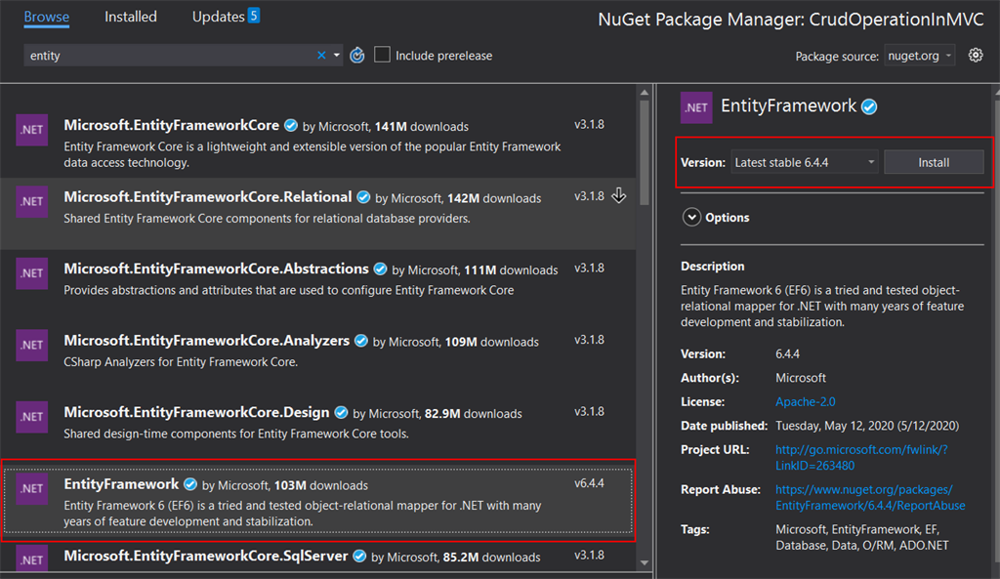 Browse Installed Updates 5
NuGet Package Manager: CrudOperationInMVC
entity
Include prerelease
Package source: nuget.org
.NET
Microsoft.EntityFrameworkCore by Microsoft, 141M downloads
v3.1.8
Entity Framework Core is a lightweight and extensible version of the popular Entity Framework
data access technology.
.NET
Microsoft.EntityFrameworkCore.Relational by Microsoft, 142M downloads
v3.1.8
Shared Entity Framework Core components for relational database providers.
.NET
Microsoft.EntityFrameworkCore.Abstractions by Microsoft, 111M downloads
v3.1.8
Provides abstractions and attributes that are used to configure Entity Framework Core
.NET
Microsoft.EntityFrameworkCore.Analyzers by Microsoft, 109M downloads
v3.1.8
CSharp Analyzers for Entity Framework Core.
.NET
Microsoft.EntityFrameworkCore.Design by Microsoft, 82.9M downloads
v3.1.8
Shared design-time components for Entity Framework Core tools.
.NET
EntityFramework by Microsoft, 103M downloads
v6.4.4
Entity Framework 6 (EF6) is a tried and tested object-relational mapper for .NET with many
years of feature development and stabilization.
.NET
Microsoft.EntityFrameworkCore.SqlServer by Microsoft, 85.2M downloads
v3.1.8
.NET
EntityFramework
Version: Latest stable 6.4.4
Install
Options
Description
Entity Framework 6 (EF6) is a tried and tested object-
relational mapper for .NET with many years of feature
development and stabilization.
Version: 6.4.4
Author(s): Microsoft
License: Apache-2.0
Date published: Tuesday, May 12, 2020 (5/12/2020)
Project URL: http://go.microsoft.com/fwlink/?
LinkID=263480
Report Abuse: https://www.nuget.org/packages/
EntityFramework/6.4.4/ReportAbuse
Tags: Microsoft, EntityFramework, EF,
Database, Data, O/RM, ADO.NET